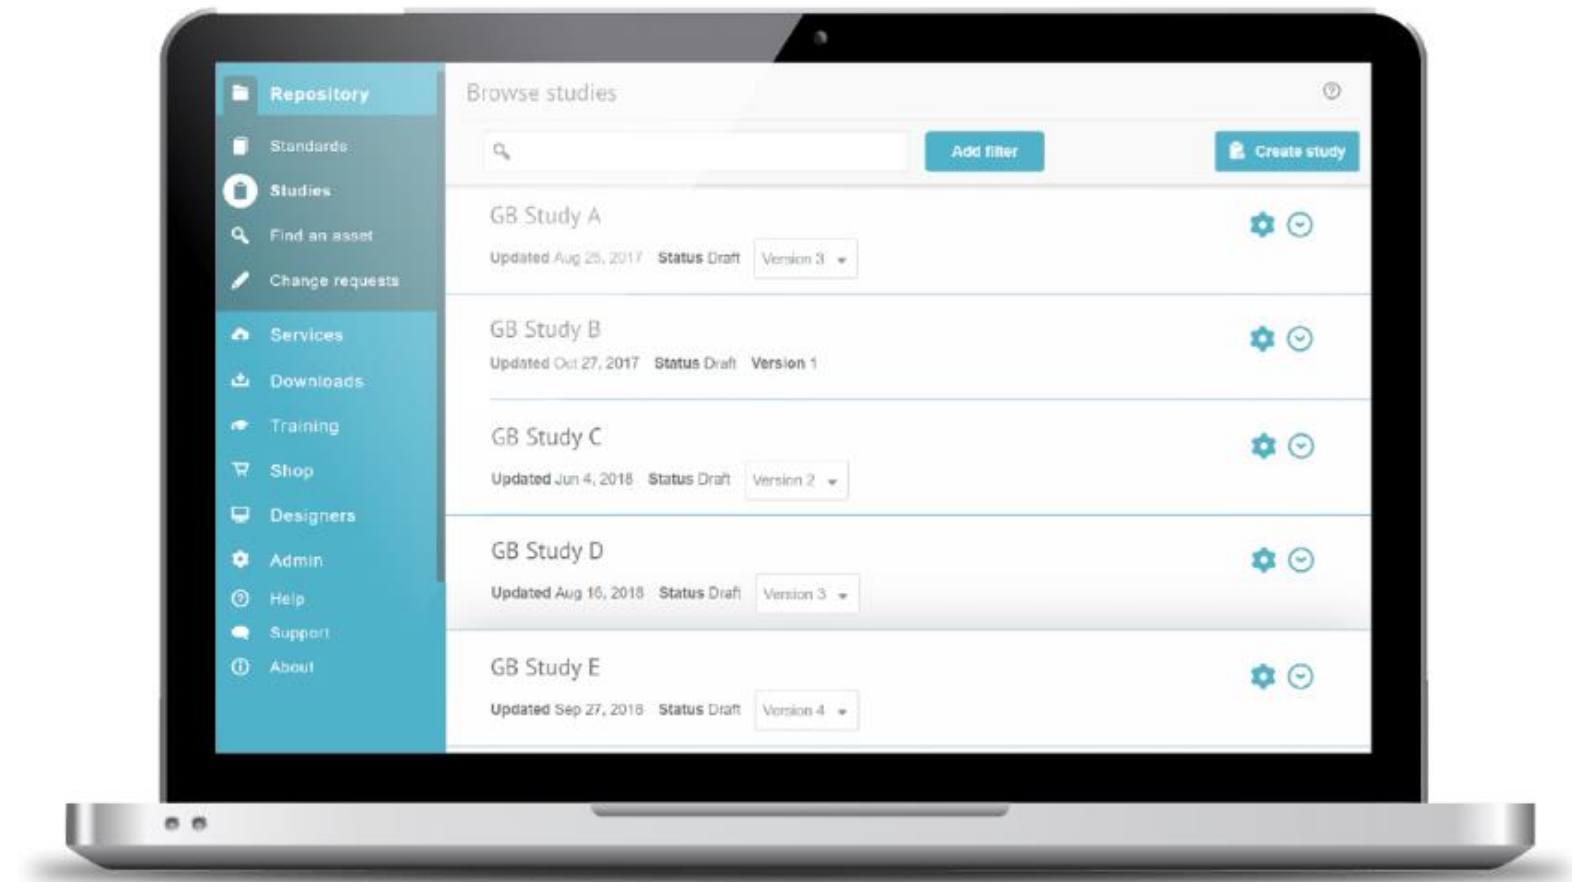 Repository
Browse studies
Standards
Add filter
Create study
Studies
Find an asset
Change requests
Services
Downloads
Training
Shop
Designers
Admin
Help
Support
About
GB Study A
Updated Aug 25, 2017 Status Draft Version 3
GB Study B
Updated Oct 27, 2017 Status Draft Version 1
GB Study C
Updated Jun 4, 2018 Status Draft Version 2
GB Study D
Updated Aug 16, 2018 Status Draft Version 3
GB Study E
Updated Sep 27, 2018 Status Draft Version 4